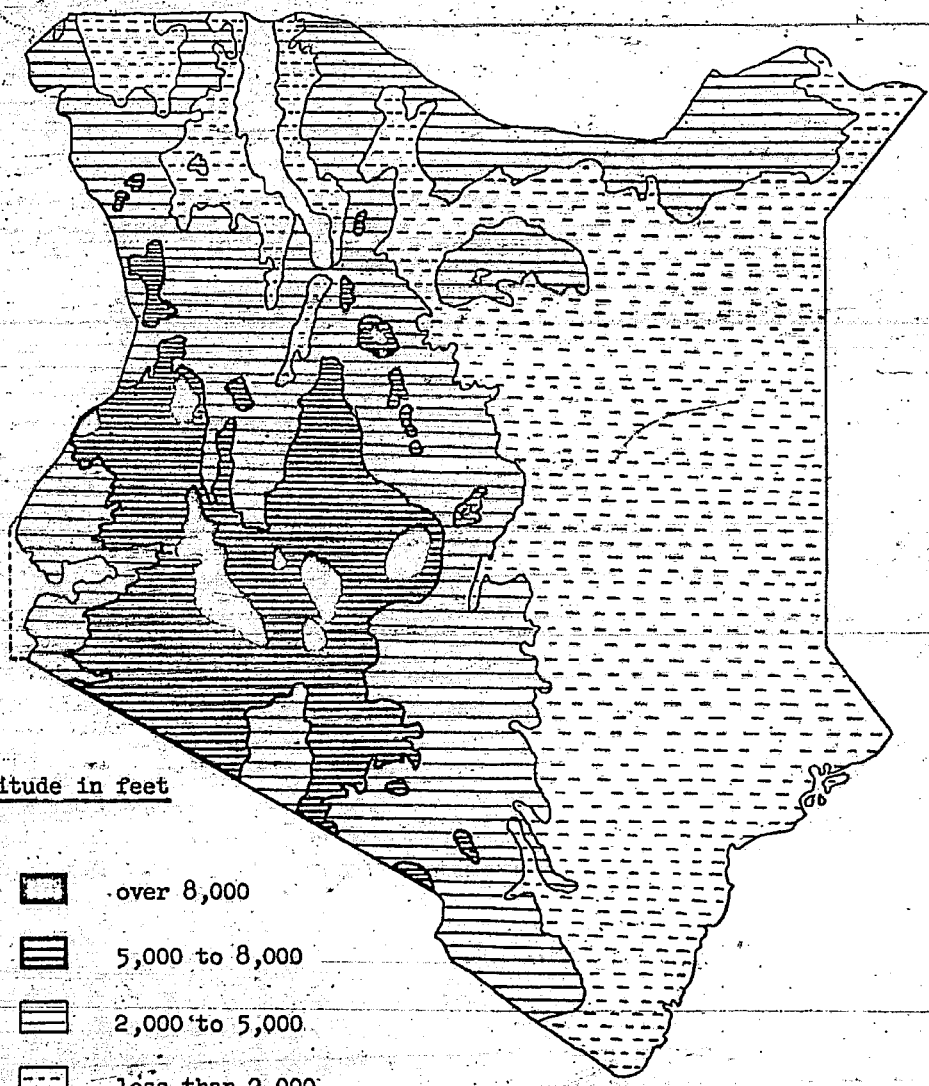 itude in feet
over 8,000
5,000 to 8,000
2,000 to 5,000
less than 2,000